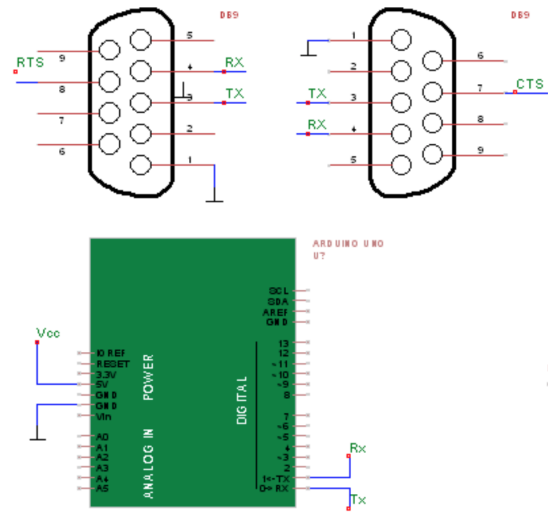 DB9
5
9
4
RX
RTS
8
3
TX
7
2
6
1
DB9
1
6
2
7
CTS
TX
3
8
RX
4
9
5
ARDUINO UNO
U?
SCL
SDA
AREF
GND
Vcc
13
IO REF
12
RESET
~11
3.3V
~10
5V
~9
GND
8
GND
Vin
7
~6
A0
~5
A1
4
A2
~3
A3
2
A4
1<-TX
A5
0->RX
POWER
ANALOG IN
DIGITAL
Rx
Tx